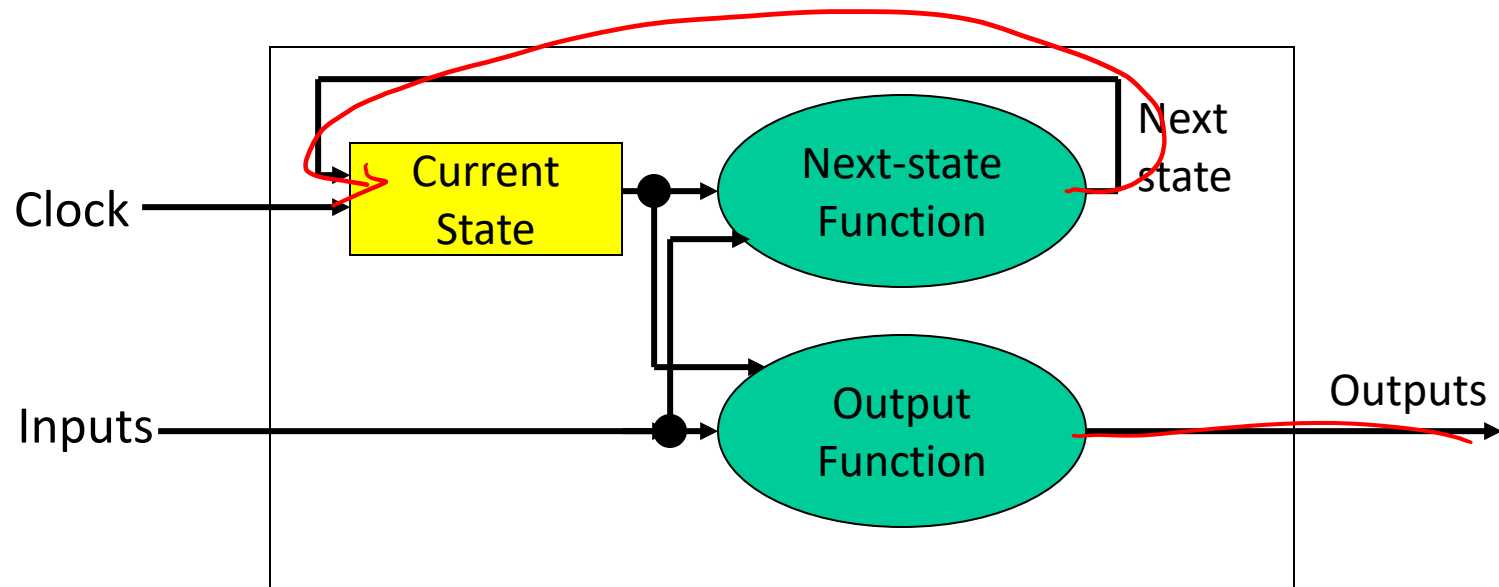 Next
state
Current
State
Next-state
Function
Clock
Output
Function
Inputs
Outputs